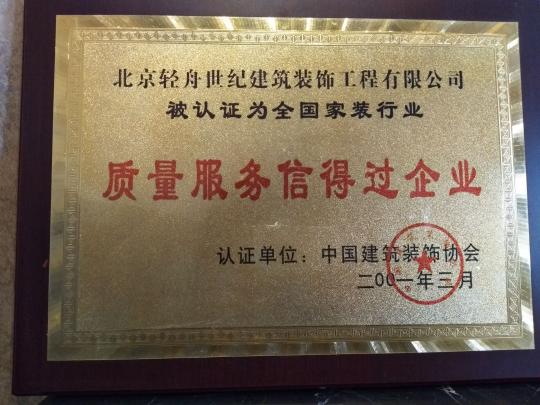 北京轻舟世纪建筑装饰工程有限公司
被认证为全国家装行业
质量服务信得过企业
认证单位：中国建筑装饰协会
二00一年三月